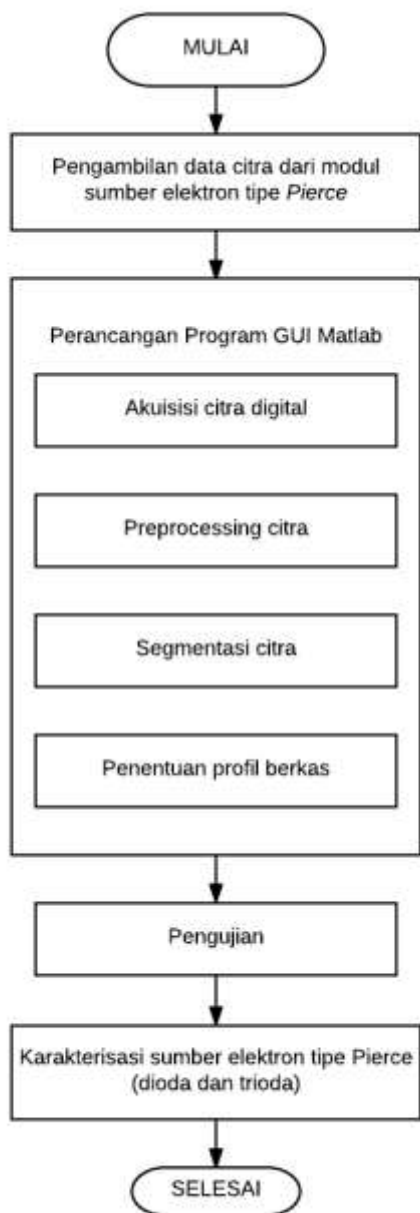 MULAI
Pengambilan data citra dari modul
sumber elektron tipe Pierce
Perancangan Program GUI Matlab
Akuisisi citra digital
Preprocessing citra
Segmentasi citra
Penentuan profil berkas
Pengujian
Karakterisasi sumber elektron tipe Pierce
(dioda dan trioda)
SELESAI